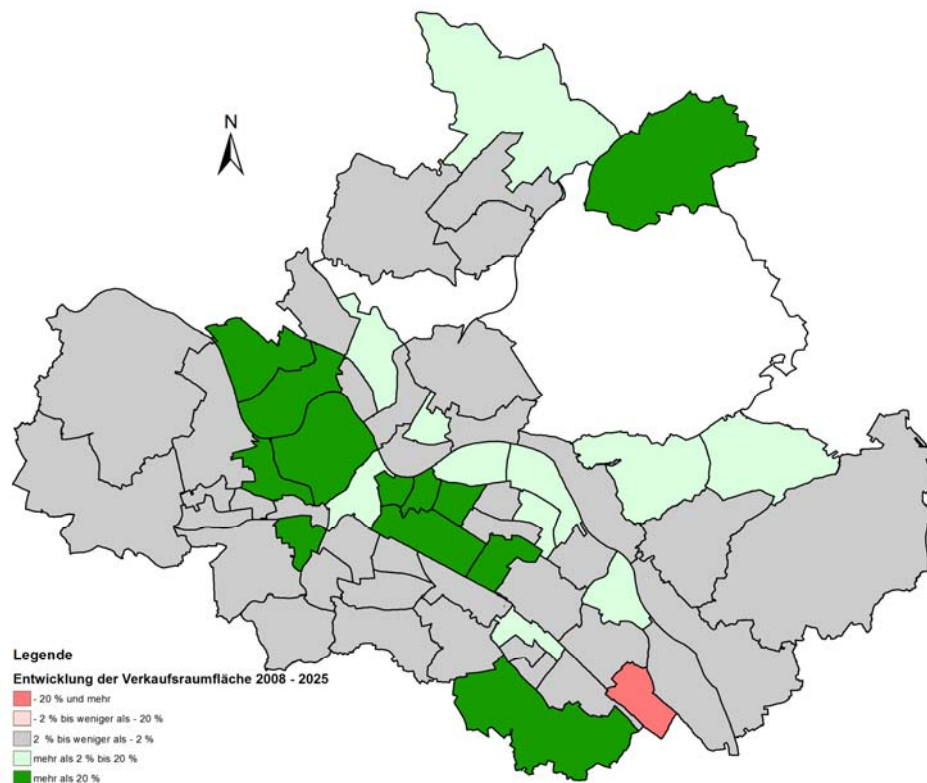 N
Legende
Entwicklung der Verkaufsraumfläche 2008 - 2025
- 20 % und mehr
- 2 % bis weniger als - 20 %
2 % bis weniger als - 2 %
mehr als 2 % bis 20 %
mehr als 20 %